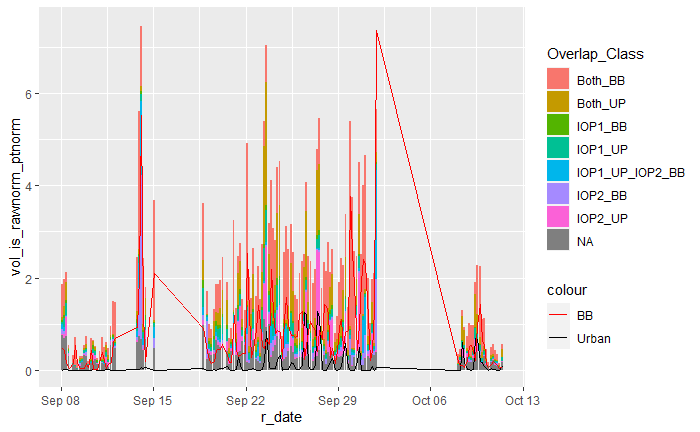 vol_is_rawnorm_ptnorm
6
4
2
0
Sep 08
Sep 15
Sep 22
Sep 29
Oct 06
Oct 13
r_date
Overlap_Class
Both_BB
Both_UP
IOP1_BB
IOP1_UP
IOP1_UP_IOP2_BB
IOP2_BB
IOP2_UP
NA
colour
BB
Urban